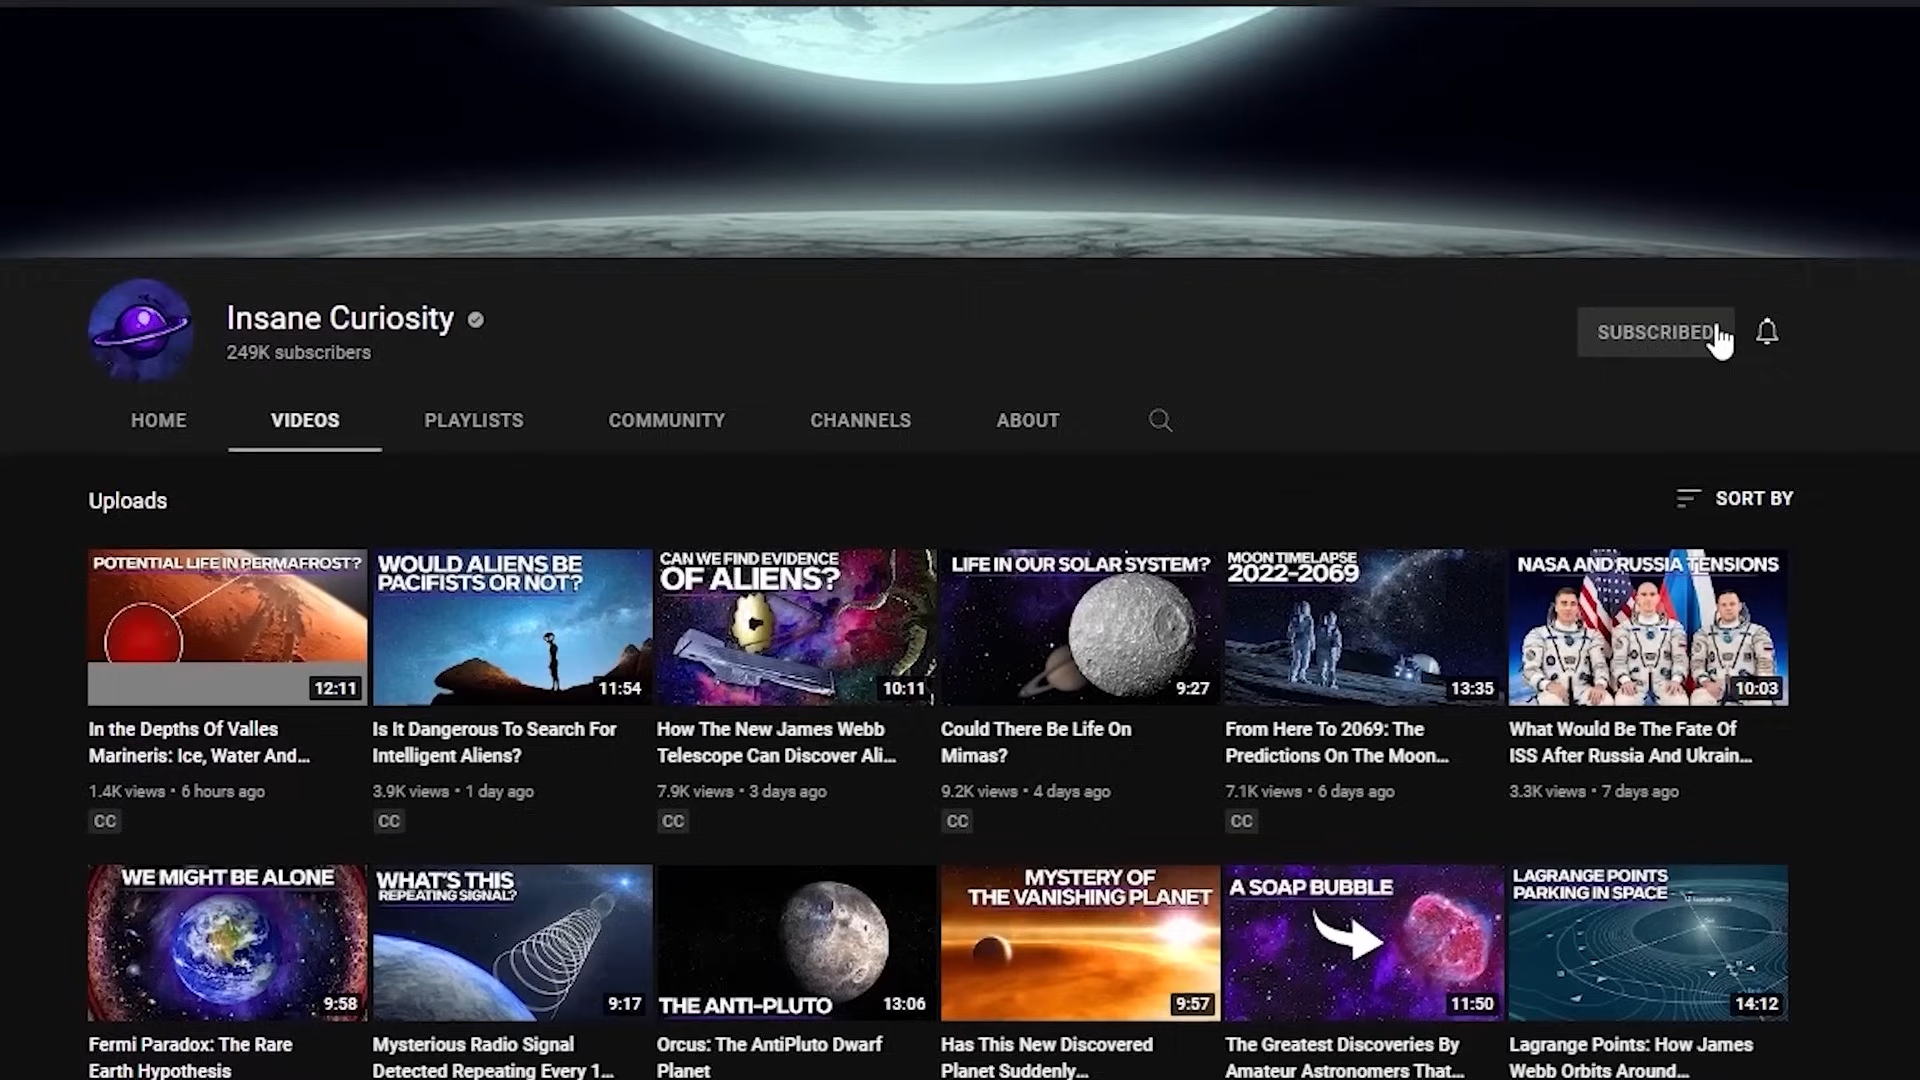 Insane Curiosity
249K subscribers
SUBSCRIBED
HOME
VIDEOS
PLAYLISTS
COMMUNITY
CHANNELS
ABOUT
Uploads
SORT BY
POTENTIAL LIFE IN PERMAFROST?
12:11
WOULD ALIENS BE
PACIFISTS OR NOT?
11:54
CAN WE FIND EVIDENCE
OF ALIENS?
10:11
LIFE IN OUR SOLAR SYSTEM?
9:27
MOON TIMELAPSE
2022-2069
13:35
NASA AND RUSSIA TENSIONS
10:03
In the Depths Of Valles
Marineris: Ice, Water And...
1.4K views • 6 hours ago
CC
Is It Dangerous To Search For
Intelligent Aliens?
3.9K views • 1 day ago
CC
How The New James Webb
Telescope Can Discover Ali...
7.9K views • 3 days ago
CC
Could There Be Life On
Mimas?
9.2K views • 4 days ago
CC
From Here To 2069: The
Predictions On The Moon...
7.1K views • 6 days ago
CC
What Would Be The Fate Of
ISS After Russia And Ukrain...
3.3K views • 7 days ago
WE MIGHT BE ALONE
9:58
WHAT'S THIS
REPEATING SIGNAL?
9:17
THE ANTI-PLUTO
13:06
MYSTERY OF
THE VANISHING PLANET
9:57
A SOAP BUBBLE
11:50
LAGRANGE POINTS
PARKING IN SPACE
14:12
Fermi Paradox: The Rare
Earth Hypothesis
Mysterious Radio Signal
Detected Repeating Every 1...
Orcus: The AntiPluto Dwarf
Planet
Has This New Discovered
Planet Suddenly...
The Greatest Discoveries By
Amateur Astronomers That...
Lagrange Points: How James
Webb Orbits Around...